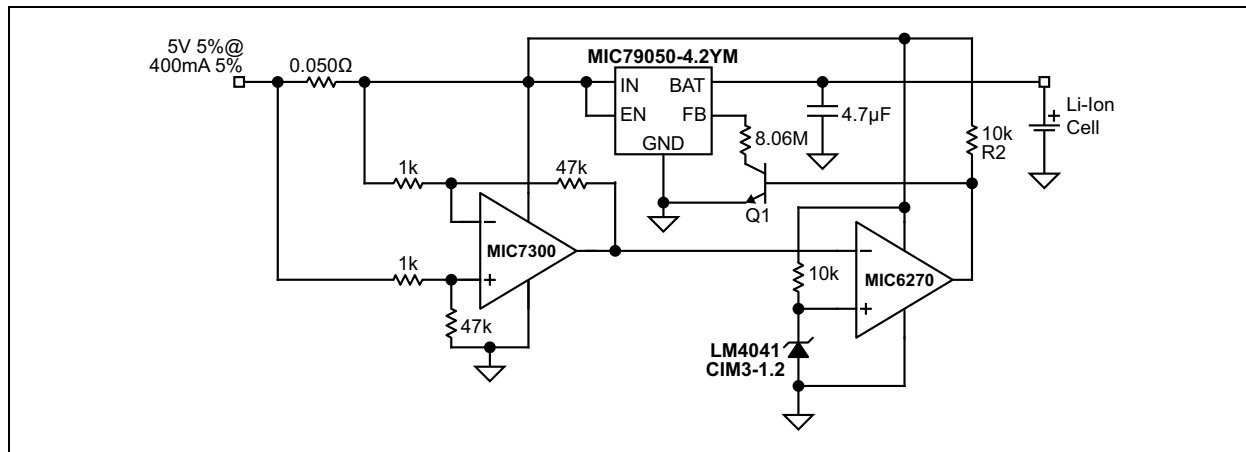 5V 5%@
400mA 5%
0.050Ω
MIC79050-4.2YM
IN
BAT
EN
FB
GND
4.7µF
Li-Ion
Cell
+
8.06M
10k
R2
1k
47k
Q1
–
MIC7300
+
1k
47k
10k
–
MIC6270
+
LM4041
CIM3-1.2